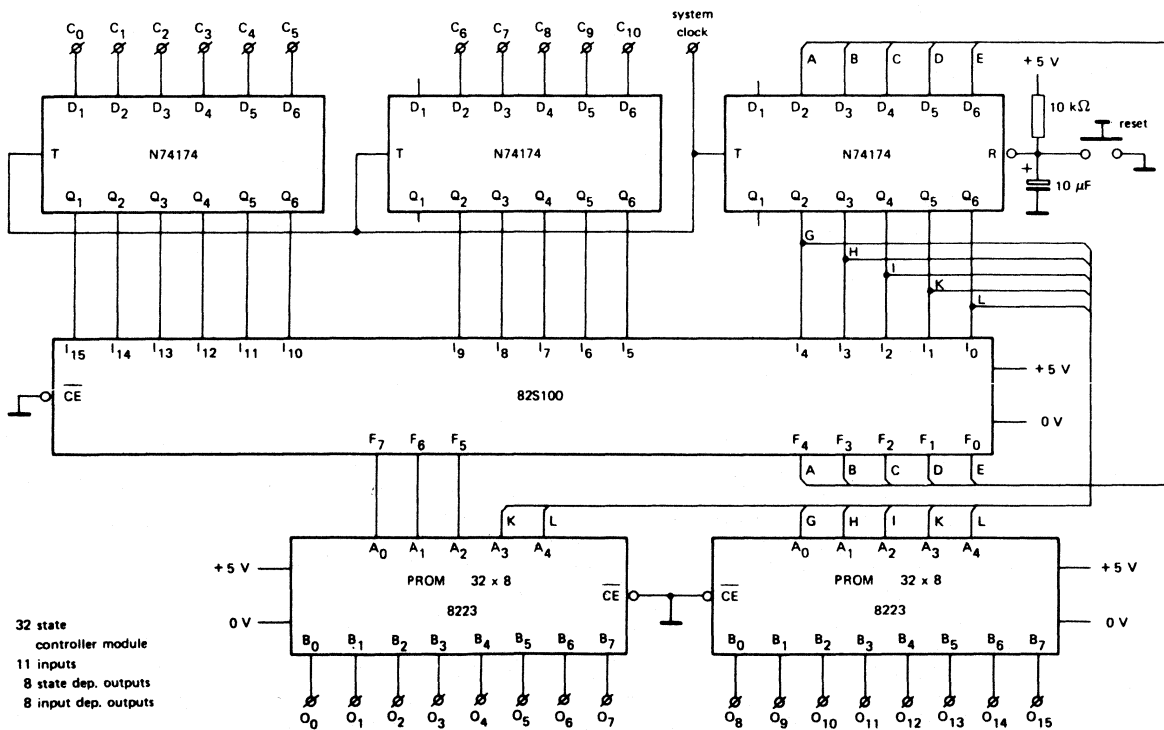 C0 C1 C2 C3 C4 C5 C6 C7 C8 C9 C10 system clock
A B C D E
+5 V
10 kΩ
reset
D1 D2 D3 D4 D5 D6
D1 D2 D3 D4 D5 D6
D1 D2 D3 D4 D5 D6
T N74174
T N74174
T N74174 R
+
10 µF
Q1 Q2 Q3 Q4 Q5 Q6
Q1 Q2 Q3 Q4 Q5 Q6
Q1 Q2 Q3 Q4 Q5 Q6
G
H
I
K
L
I15 I14 I13 I12 I11 I10 I9 I8 I7 I6 I5 I4 I3 I2 I1 I0
+5 V
CE 82S100
0 V
F7 F6 F5 F4 F3 F2 F1 F0
A B C D E
K L G H I K L
A0 A1 A2 A3 A4
A0 A1 A2 A3 A4
+5 V PROM 32 x 8
PROM 32 x 8 +5 V
CE CE
0 V 8223
8223 0 V
B0 B1 B2 B3 B4 B5 B6 B7
B0 B1 B2 B3 B4 B5 B6 B7
32 state
controller module
11 inputs
8 state dep. outputs
8 input dep. outputs
O0 O1 O2 O3 O4 O5 O6 O7
O8 O9 O10 O11 O12 O13 O14 O15